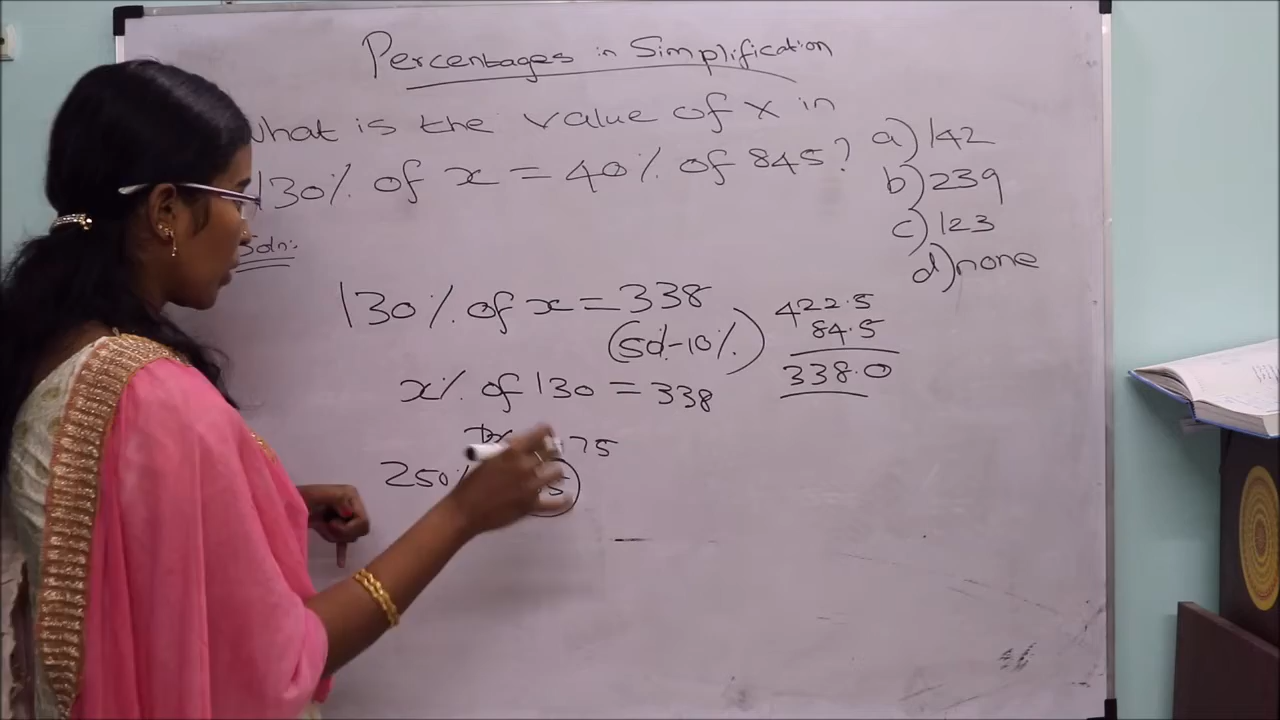 Percentages in Simplification
What is the value of x in
130% of x = 40% of 845?
a) 142
b) 239
c) 123
d) none
Soln:
130% of x = 338
(50-10%)
422.5
84.5
338.0
x% of 130 = 338
75
250%